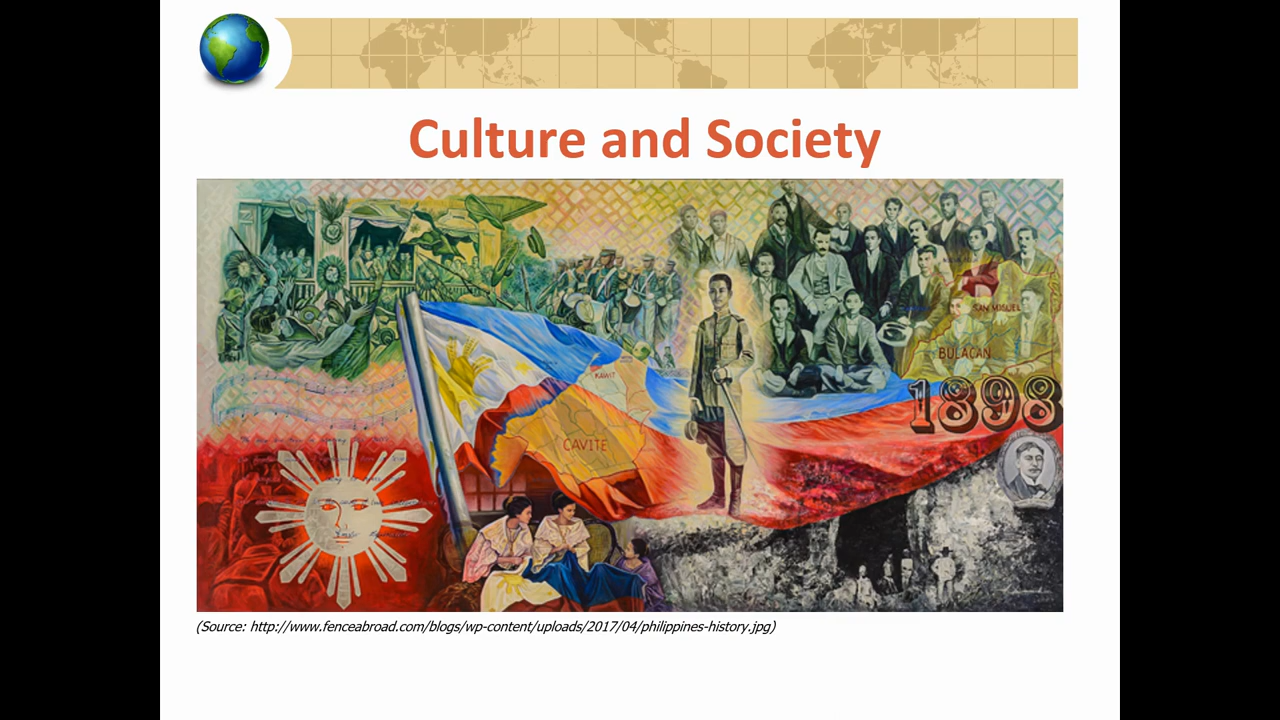 Culture and Society
KAWIT
CAVITE
SAN MIGUEL
BULACAN
1898
(Source: http://www.fenceabroad.com/blogs/wp-content/uploads/2017/04/philippines-history.jpg)